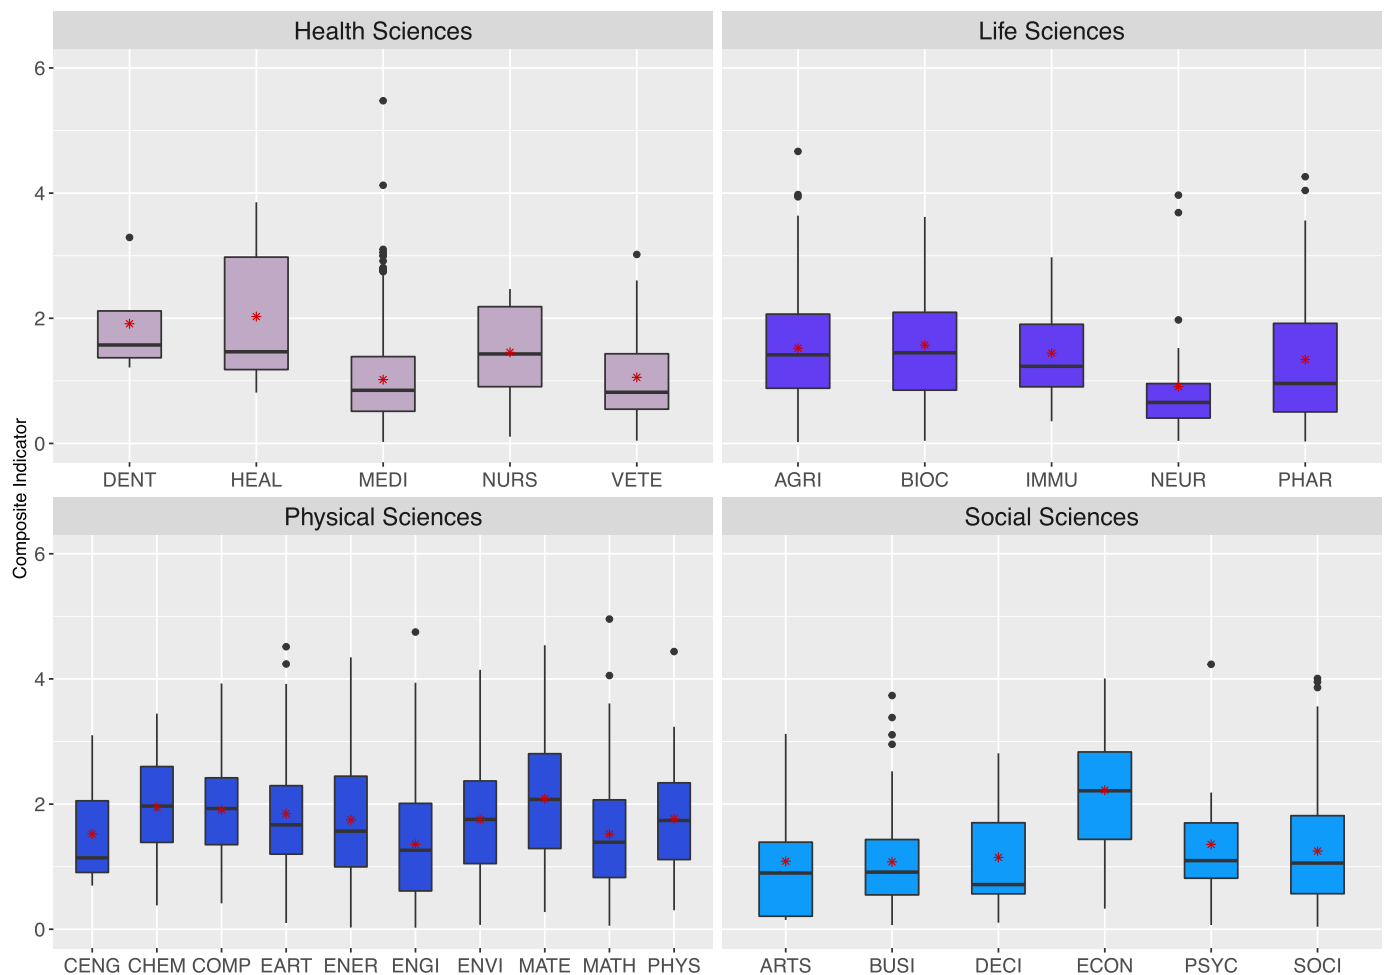 Health Sciences
Life Sciences
6
4
2
0
DENT HEAL MEDI NURS VETE
AGRI BIOC IMMU NEUR PHAR
Composite Indicator
Physical Sciences
Social Sciences
6
4
2
0
CENG CHEM COMP EART ENER ENGI ENVI MATE MATH PHYS
ARTS BUSI DECI ECON PSYC SOCI